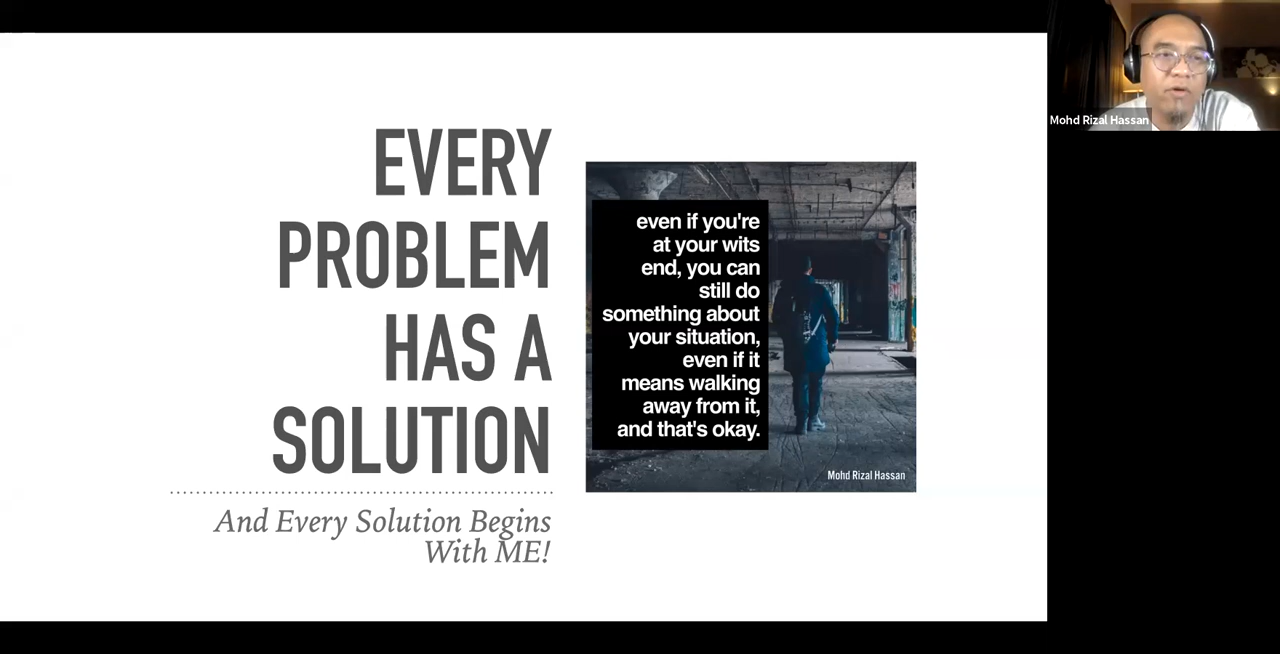 EVERY
PROBLEM
HAS A
SOLUTION
And Every Solution Begins
With ME!
even if you're
at your wits
end, you can
still do
something about
your situation,
even if it
means walking
away from it,
and that's okay.
Mohd Rizal Hassan
Mohd Rizal Hassan